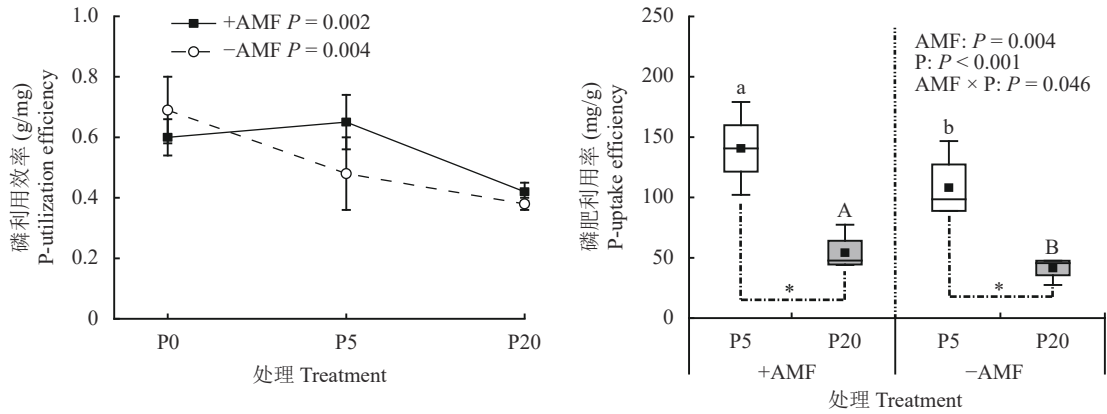 磷利用效率 (g/mg)
P-utilization efficiency
1.0
0.8
0.6
0.4
0.2
0
+AMF P = 0.002
−AMF P = 0.004
P0
P5
P20
处理 Treatment
磷肥利用率 (mg/g)
P-uptake efficiency
250
200
150
100
50
0
AMF: P = 0.004
P: P < 0.001
AMF × P: P = 0.046
a
A
b
B
*
*
P5
P20
P5
P20
+AMF
−AMF
处理 Treatment